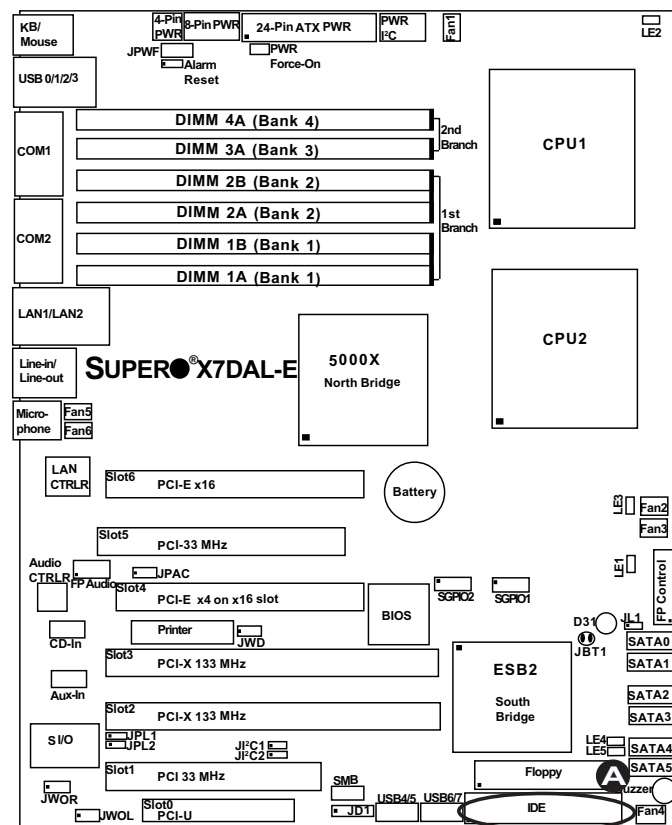 KB/
Mouse
4-Pin
PWR
8-Pin PWR
24-Pin ATX PWR
PWR
I²C
Fan1
LE2
JPWF
Alarm
Reset
PWR
Force-On
USB 0/1/2/3
COM1
COM2
DIMM 4A (Bank 4)
DIMM 3A (Bank 3)
DIMM 2B (Bank 2)
DIMM 2A (Bank 2)
DIMM 1B (Bank 1)
DIMM 1A (Bank 1)
2nd
Branch
1st
Branch
CPU1
LAN1/LAN2
CPU2
Line-in/
Line-out
SUPER®X7DAL-E
5000X
North Bridge
Micro-
phone
Fan5
Fan6
LAN
CTRLR
Slot6
PCI-E x16
Battery
LE3
Fan2
Fan3
Slot5
PCI-33 MHz
Audio
CTRLR
FP Audio
JPAC
LE1
FP Control
Slot4
PCI-E x4 on x16 slot
BIOS
SGPIO2
SGPIO1
CD-In
Printer
JWD
D31
JBT1
JL1
SATA0
SATA1
Slot3
PCI-X 133 MHz
ESB2
South
Bridge
Aux-In
SATA2
SATA3
Slot2
PCI-X 133 MHz
S I/O
JPL1
JPL2
JI²C1
JI²C2
LE4
LE5
SATA4
SATA5
Slot1
PCI 33 MHz
Floppy
A
uzzer
JWOR
SMB
JWOL
Slot0
PCI-U
JD1
USB4/5
USB6/7
IDE
Fan4